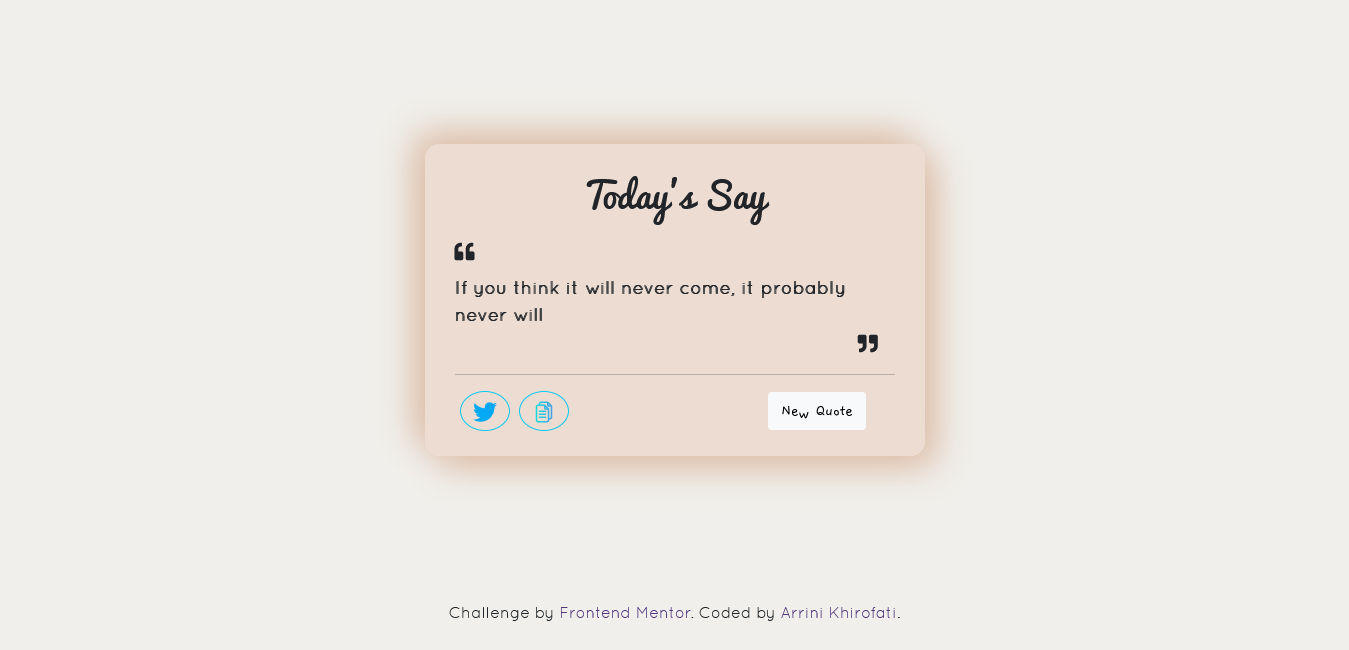 Today's Say
“
If you think it will never come, it probably
never will
”
New Quote
Challenge by Frontend Mentor. Coded by Arrini Khirofati.